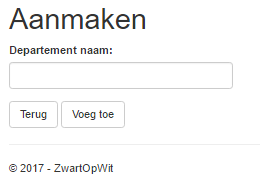 Aanmaken
Departement naam:
Terug Voeg toe
© 2017 - ZwartOpWit